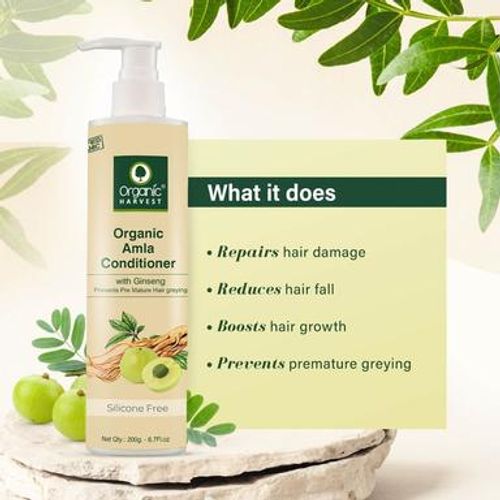 Organic®
HARVEST
Organic
Amla
Conditioner
with Ginseng
Prevents Pre Mature Hair greying
Silicone Free
Net Qty.: 200g. - 6.7Fl.oz
What it does
• Repairs hair damage
• Reduces hair fall
• Boosts hair growth
• Prevents premature greying